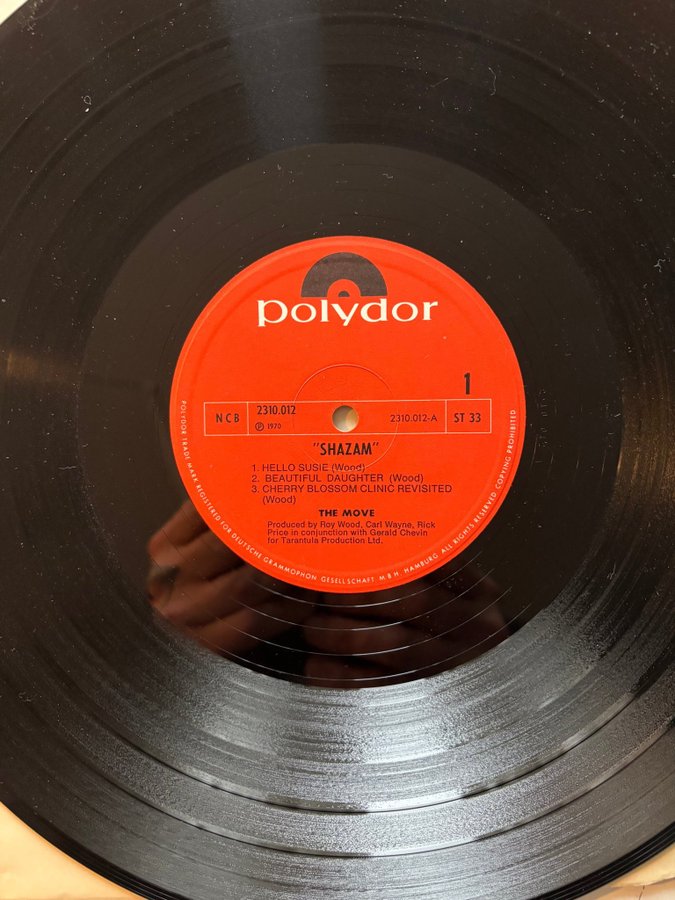 polydor
1
NCB
2310.012
Ⓟ 1970
2310.012-A
ST 33
"SHAZAM"
1. HELLO SUSIE (Wood)
2. BEAUTIFUL DAUGHTER (Wood)
3. CHERRY BLOSSOM CLINIC REVISITED
(Wood)
THE MOVE
Produced by Roy Wood, Carl Wayne, Rick
Price in conjunction with Gerald Chevin
for Tarantula Production Ltd.
POLYDOR TRADE MARK REGISTERED FOR DEUTSCHE GRAMMOPHON GESELLSCHAFT M B H. HAMBURG ALL RIGHTS RESERVED. COPYING PROHIBITED